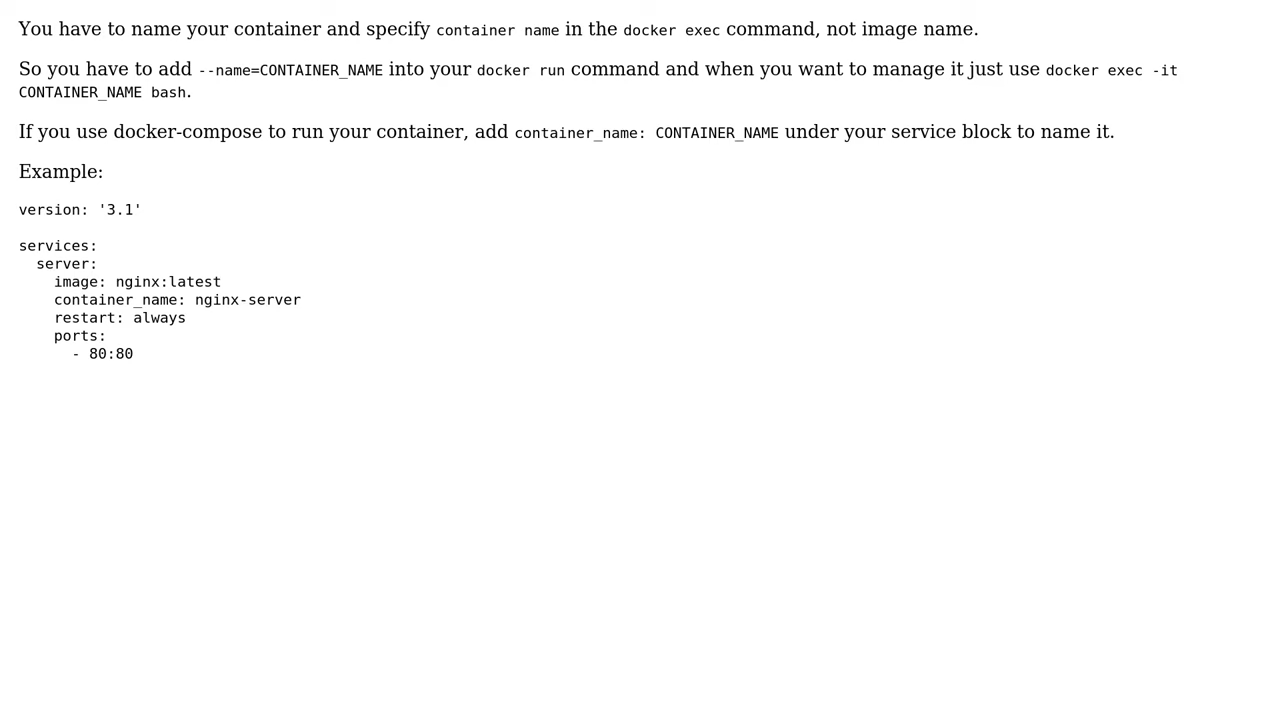 You have to name your container and specify container name in the docker exec command, not image name.
So you have to add --name=CONTAINER_NAME into your docker run command and when you want to manage it just use docker exec -it
CONTAINER_NAME bash.
If you use docker-compose to run your container, add container_name: CONTAINER_NAME under your service block to name it.
Example:
version: '3.1'
services:
  server:
    image: nginx:latest
    container_name: nginx-server
    restart: always
    ports:
      - 80:80